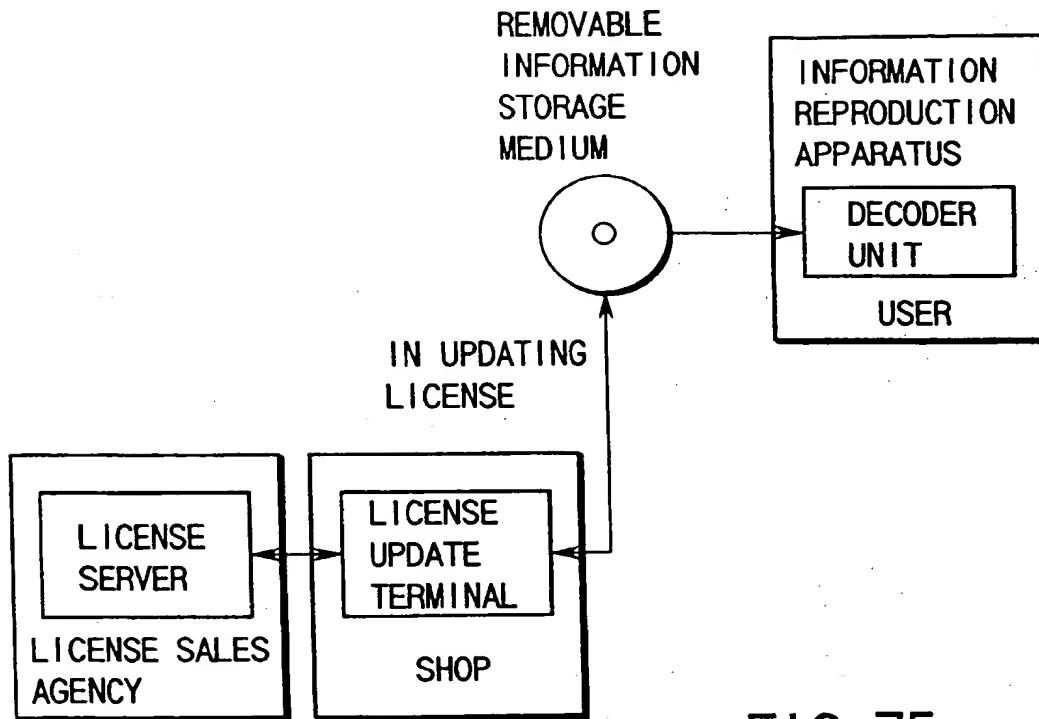 REMOVABLE
INFORMATION
STORAGE
MEDIUM
INFORMATION
REPRODUCTION
APPARATUS
DECODER
UNIT
USER
IN UPDATING
LICENSE
LICENSE
SERVER
LICENSE SALES
AGENCY
LICENSE
UPDATE
TERMINAL
SHOP